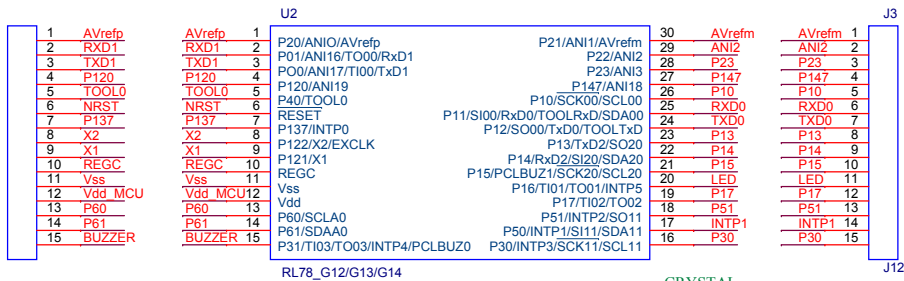 U2 J3
1 AVrefp AVrefp 1 P20/ANIO/AVrefp P21/ANI1/AVrefm 30 AVrefm AVrefm 1
2 RXD1 RXD1 2 P01/ANI16/TO00/RxD1 P22/ANI2 29 ANI2 ANI2 2
3 TXD1 TXD1 3 PO0/ANI17/TI00/TxD1 P23/ANI3 28 P23 P23 3
4 P120 P120 4 P120/ANI19 P147/ANI18 27 P147 P147 4
5 TOOL0 TOOL0 5 P40/TOOL0 P10/SCK00/SCL00 26 P10 P10 5
6 NRST NRST 6 RESET P11/SI00/RxD0/TOOLRxD/SDA00 25 RXD0 RXD0 6
7 P137 P137 7 P137/INTP0 P12/SO00/TxD0/TOOLTxD 24 TXD0 TXD0 7
8 X2 X2 8 P122/X2/EXCLK P13/TxD2/SO20 23 P13 P13 8
9 X1 X1 9 P121/X1 P14/RxD2/SI20/SDA20 22 P14 P14 9
10 REGC REGC 10 REGC P15/PCLBUZ1/SCK20/SCL20 21 P15 P15 10
11 Vss Vss 11 Vss P16/TI01/TO01/INTP5 20 LED LED 11
12 Vdd_MCU Vdd_MCU 12 Vdd P17/TI02/TO02 19 P17 P17 12
13 P60 P60 13 P60/SCLA0 P51/INTP2/SO11 18 P51 P51 13
14 P61 P61 14 P61/SDAA0 P50/INTP1/SI11/SDA11 17 INTP1 INTP1 14
15 BUZZER BUZZER 15 P31/TI03/TO03/INTP4/PCLBUZ0 P30/INTP3/SCK11/SCL11 16 P30 P30 15
RL78_G12/G13/G14 J12
CRYSTAL